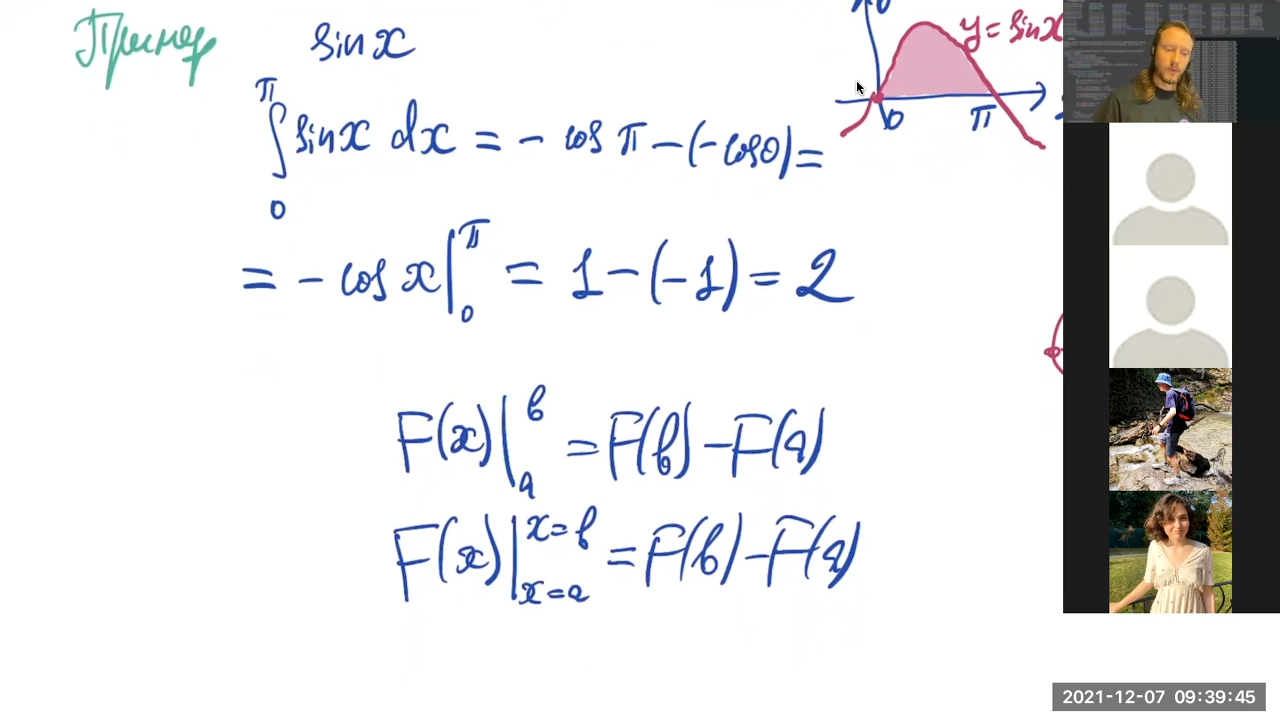 Пример
sin x
y = sin x
0
π
∫₀^π sin x dx = - cos π - (- cos 0) =
= - cos x |₀^π = 1 - (-1) = 2
F(x) |ₐ^b = F(b) - F(a)
F(x) |ₓ₌ₐ^x=b = F(b) - F(a)
2021-12-07 09:39:45